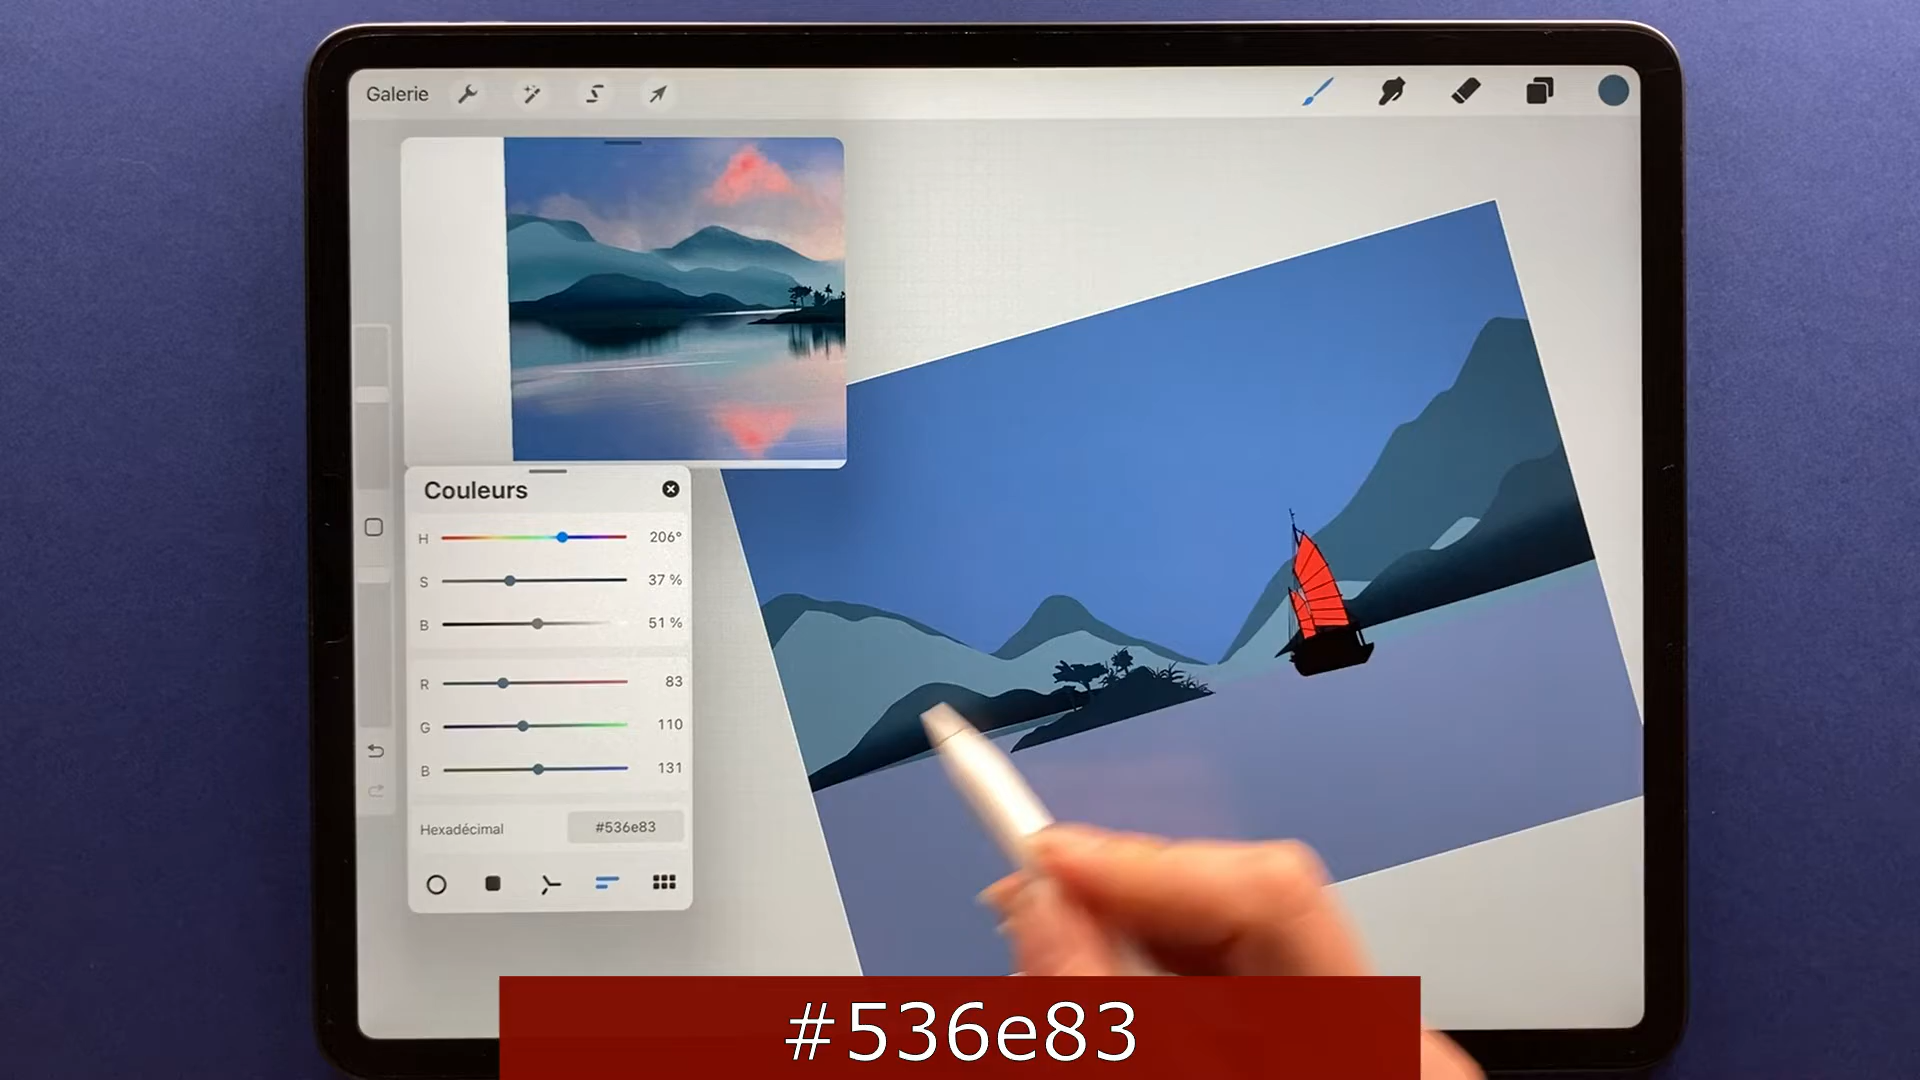 Galerie
Couleurs
H 206°
S 37 %
B 51 %
R 83
G 110
B 131
Hexadécimal #536e83
#536e83